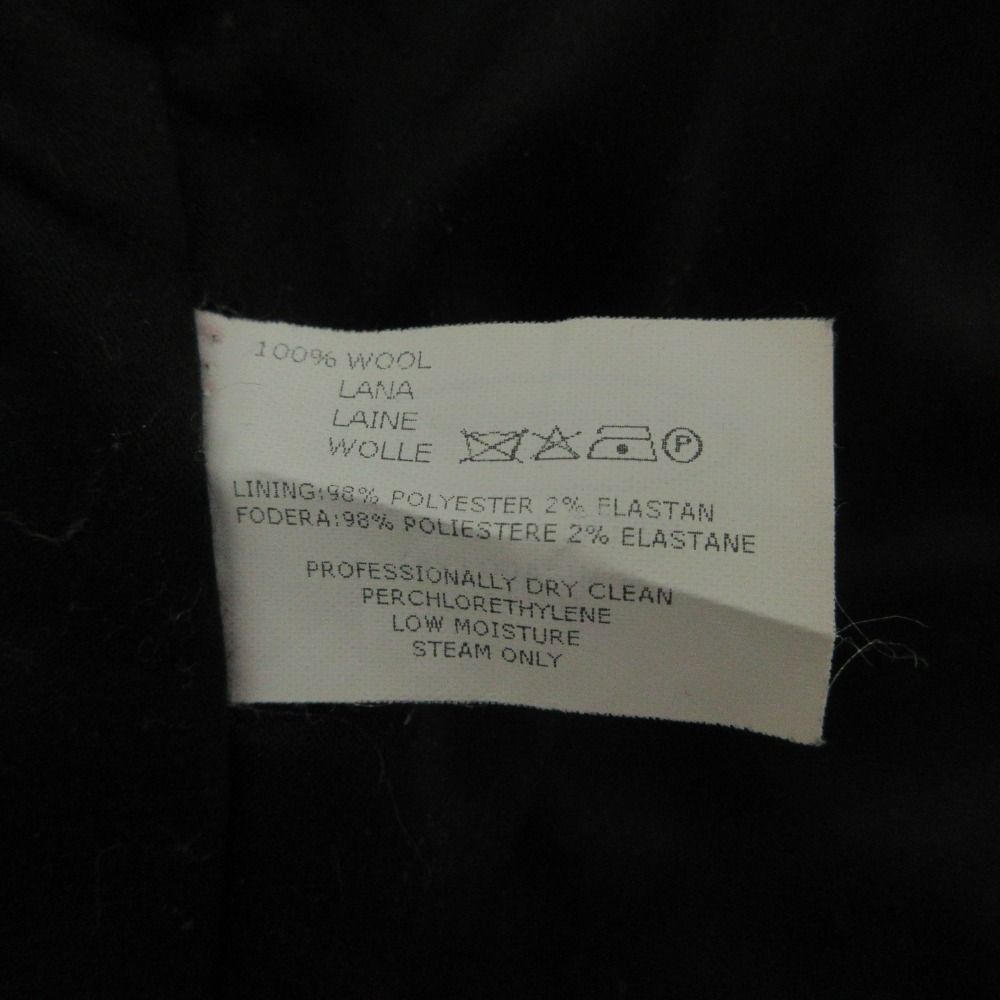 100% WOOL
LANA
LAINE
WOLLE P
LINING:98% POLYESTER 2% ELASTAN
FODERA:98% POLIESTERE 2% ELASTANE
PROFESSIONALLY DRY CLEAN
PERCHLORETHYLENE
LOW MOISTURE
STEAM ONLY